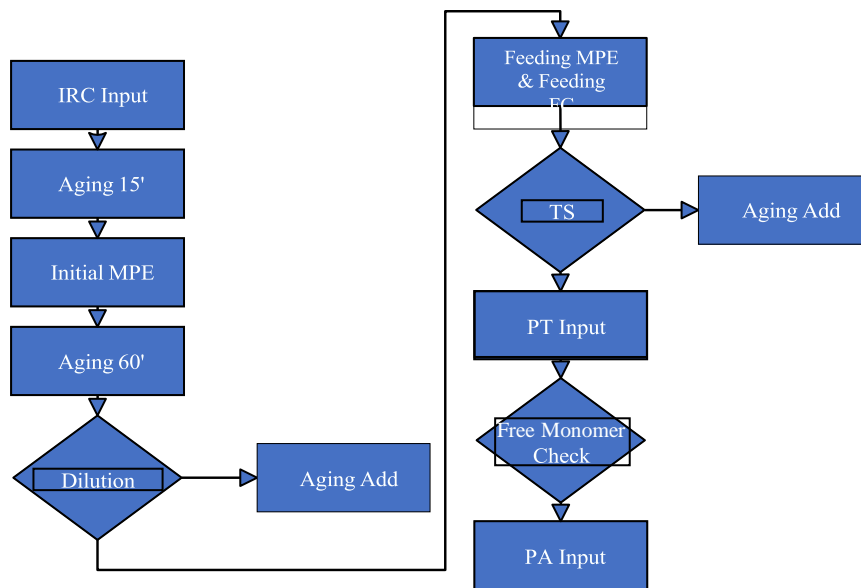 IRC Input
Aging 15'
Initial MPE
Aging 60'
Dilution
Aging Add
Feeding MPE
& Feeding
TS
Aging Add
PT Input
Free Monomer
Check
PA Input